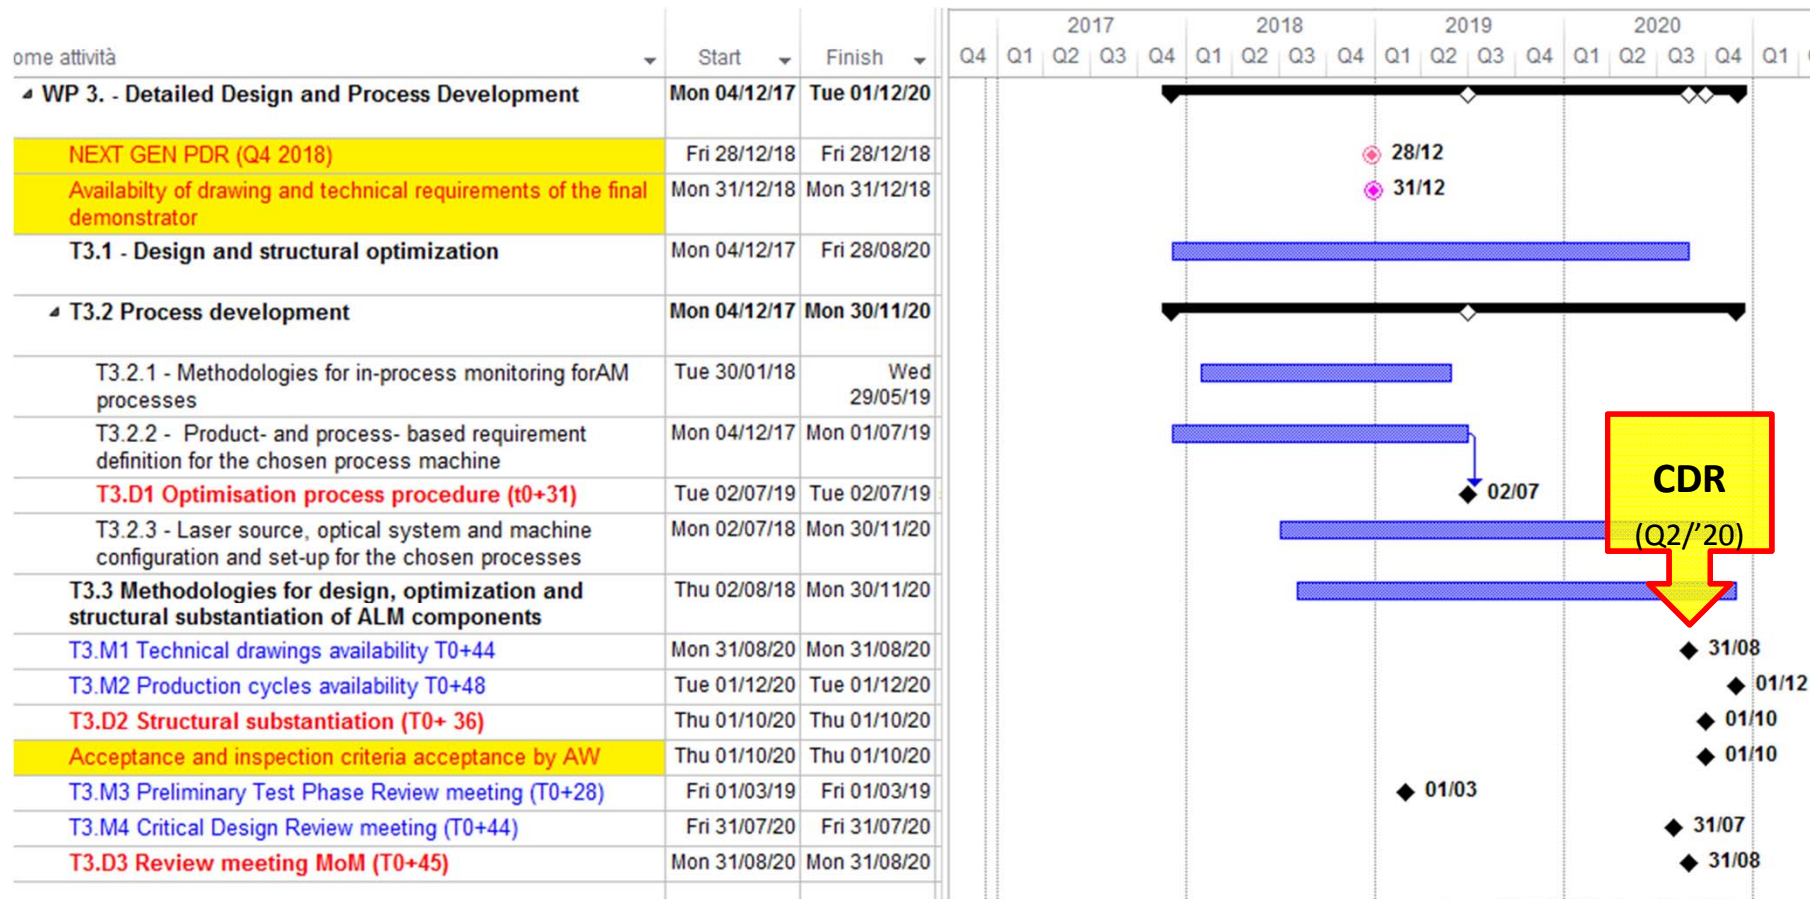 2017 2018 2019 2020
ome attività Start Finish Q4 Q1 Q2 Q3 Q4 Q1 Q2 Q3 Q4 Q1 Q2 Q3 Q4 Q1 Q2 Q3 Q4 Q1
WP 3. - Detailed Design and Process Development Mon 04/12/17 Tue 01/12/20
NEXT GEN PDR (Q4 2018) Fri 28/12/18 Fri 28/12/18 28/12
Availabilty of drawing and technical requirements of the final Mon 31/12/18 Mon 31/12/18 31/12
demonstrator
T3.1 - Design and structural optimization Mon 04/12/17 Fri 28/08/20
T3.2 Process development Mon 04/12/17 Mon 30/11/20
T3.2.1 - Methodologies for in-process monitoring forAM Tue 30/01/18 Wed
processes 29/05/19
T3.2.2 - Product- and process- based requirement Mon 04/12/17 Mon 01/07/19
definition for the chosen process machine
CDR
T3.D1 Optimisation process procedure (t0+31) Tue 02/07/19 Tue 02/07/19 02/07
T3.2.3 - Laser source, optical system and machine Mon 02/07/18 Mon 30/11/20
(Q2/’20)
configuration and set-up for the chosen processes
T3.3 Methodologies for design, optimization and Thu 02/08/18 Mon 30/11/20
structural substantiation of ALM components
T3.M1 Technical drawings availability T0+44 Mon 31/08/20 Mon 31/08/20 31/08
T3.M2 Production cycles availability T0+48 Tue 01/12/20 Tue 01/12/20 01/12
T3.D2 Structural substantiation (T0+ 36) Thu 01/10/20 Thu 01/10/20 01/10
Acceptance and inspection criteria acceptance by AW Thu 01/10/20 Thu 01/10/20 01/10
T3.M3 Preliminary Test Phase Review meeting (T0+28) Fri 01/03/19 Fri 01/03/19 01/03
T3.M4 Critical Design Review meeting (T0+44) Fri 31/07/20 Fri 31/07/20 31/07
T3.D3 Review meeting MoM (T0+45) Mon 31/08/20 Mon 31/08/20 31/08